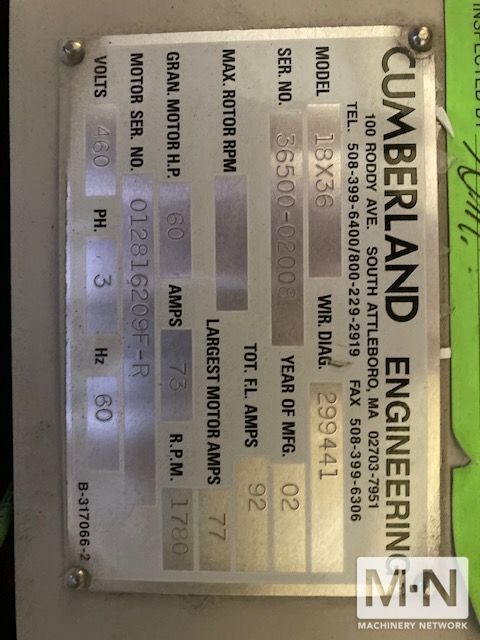 CUMBERLAND ENGINEERING
100 RODDY AVE. SOUTH ATTLEBORO, MA 02703-7951
TEL. 508-399-6400/800-229-2919 FAX 508-399-6306
MODEL 18X36 WIR. DIAG. 299441
SER. NO. 36500-02008 YEAR OF MFG. 02
MAX. ROTOR RPM TOT. F.L. AMPS 92
LARGEST MOTOR AMPS 77
GRAN. MOTOR H.P. 60 AMPS 73 R.P.M. 1780
MOTOR SER. NO. 012816209F-R
VOLTS 460 PH. 3 Hz 60
B-317066-2
INSPECTED BY
M-N
MACHINERY NETWORK